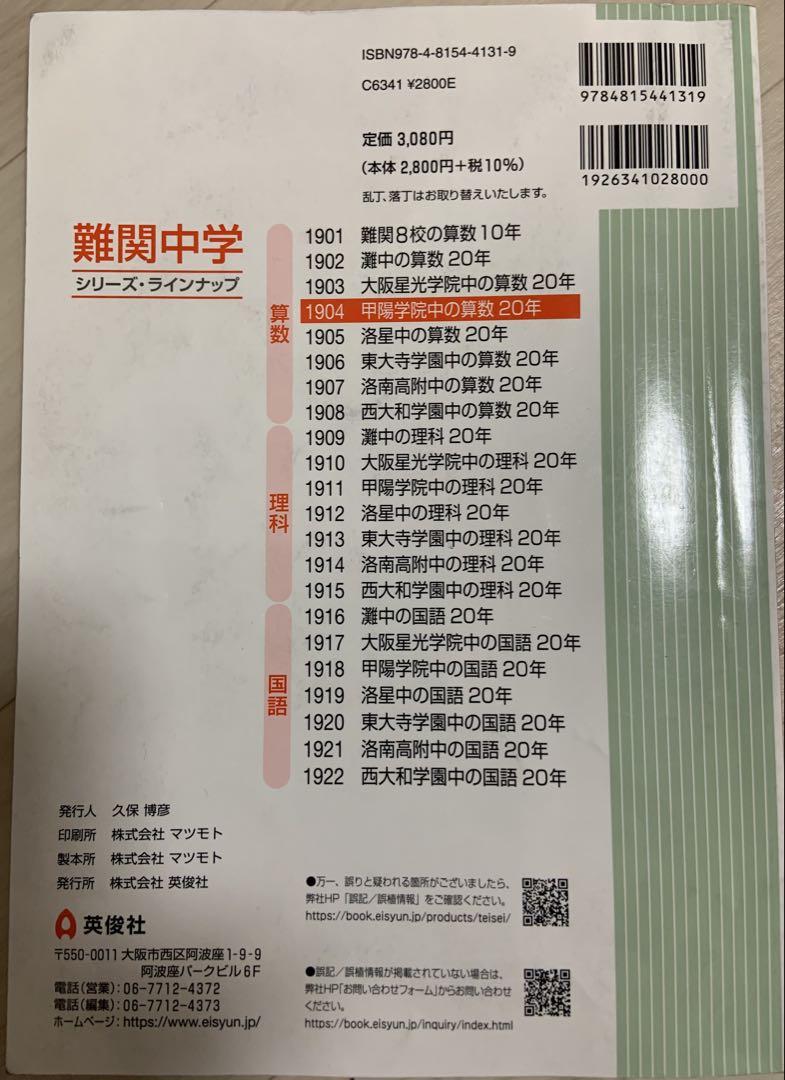 ISBN978-4-8154-4131-9
C6341 ¥2800E
9784815441319
定価 3,080円
(本体 2,800円+税10%)
1926341028000
乱丁、落丁はお取り替えいたします。
難関中学
シリーズ・ラインナップ
算数
1901 難関8校の算数10年
1902 灘中の算数20年
1903 大阪星光学院中の算数20年
1904 甲陽学院中の算数20年
1905 洛星中の算数20年
1906 東大寺学園中の算数20年
1907 洛南高附中の算数20年
1908 西大和学園中の算数20年
理科
1909 灘中の理科20年
1910 大阪星光学院中の理科20年
1911 甲陽学院中の理科20年
1912 洛星中の理科20年
1913 東大寺学園中の理科20年
1914 洛南高附中の理科20年
1915 西大和学園中の理科20年
国語
1916 灘中の国語20年
1917 大阪星光学院中の国語20年
1918 甲陽学院中の国語20年
1919 洛星中の国語20年
1920 東大寺学園中の国語20年
1921 洛南高附中の国語20年
1922 西大和学園中の国語20年
発行人 久保 博彦
印刷所 株式会社 マツモト
製本所 株式会社 マツモト
発行所 株式会社 英俊社
英俊社
〒550-0011 大阪市西区阿波座1-9-9
阿波座パークビル6F
電話(営業):06-7712-4372
電話(編集):06-7712-4373
ホームページ:https://www.eisyun.jp/
●万一、誤りと疑われる箇所がございましたら、
弊社HP「誤記/誤植情報」をご確認ください。
https://book.eisyun.jp/products/teisei/
●誤記/誤植情報が掲載されていない場合は、
弊社HP「お問い合わせフォーム」からお問い合わせ
ください。
https://book.eisyun.jp/inquiry/index.html